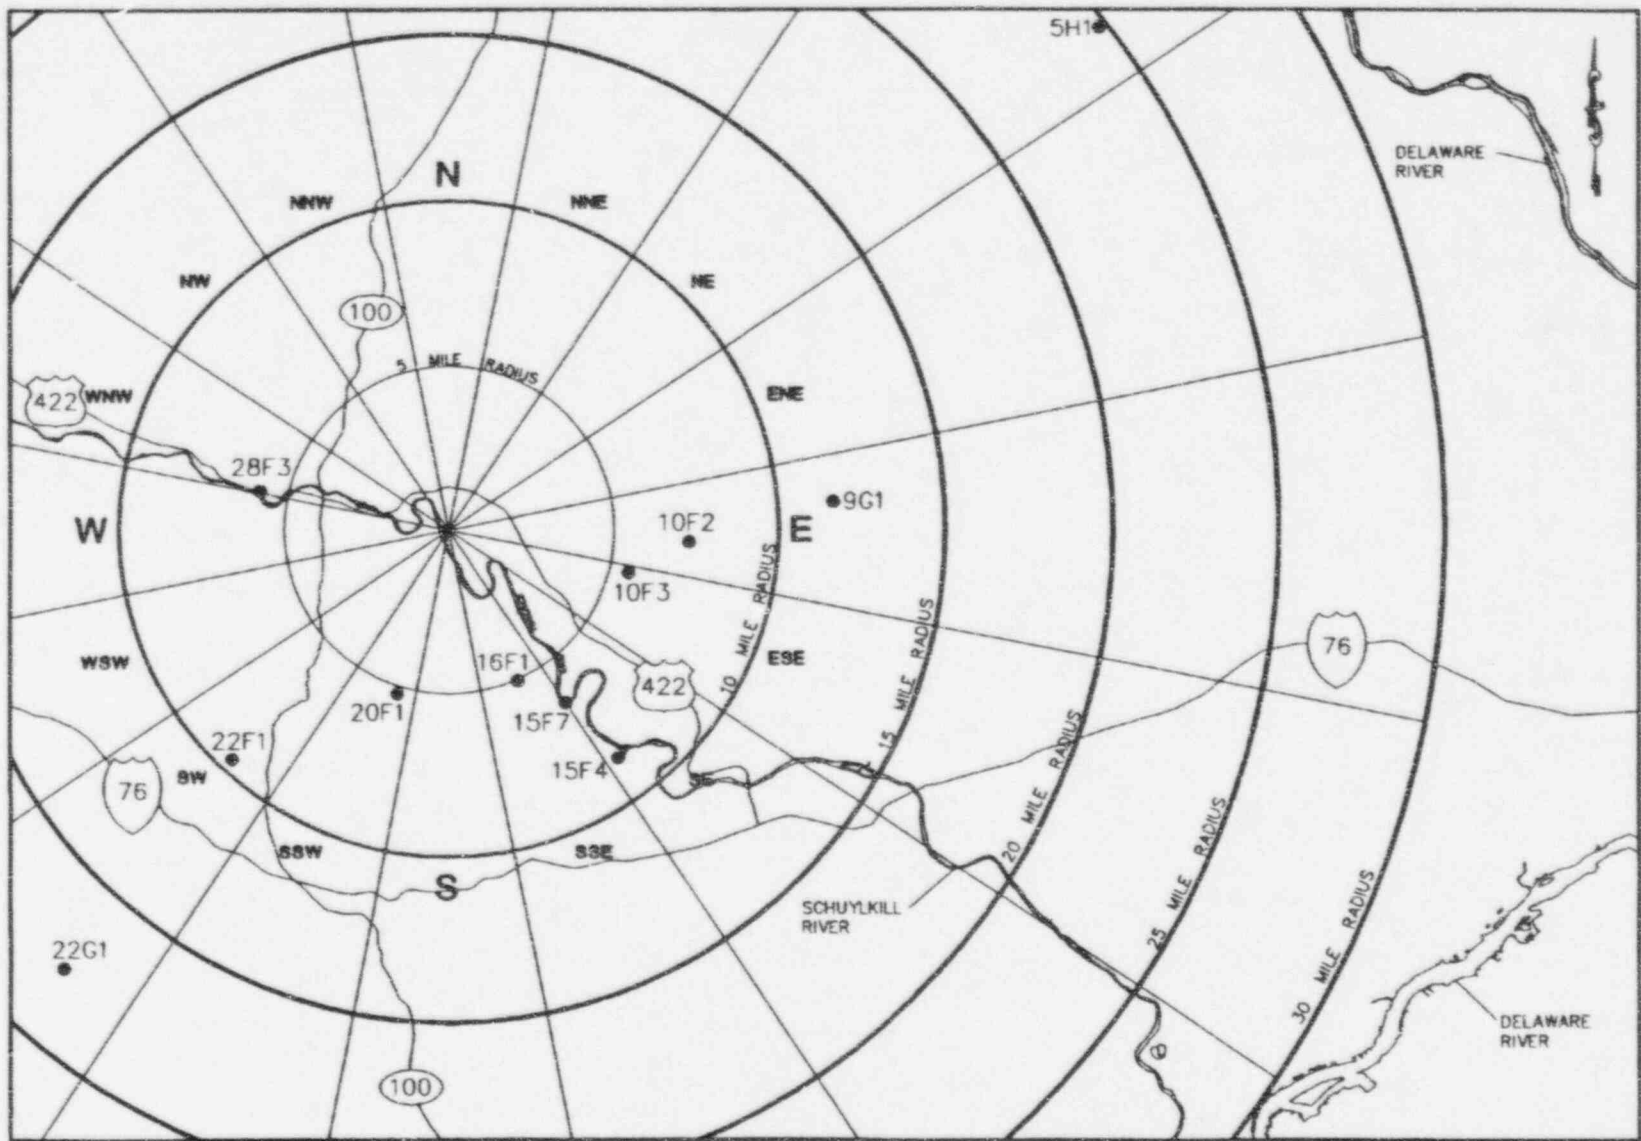 5H1
DELAWARE
RIVER
N
NNW
NNE
NW
NE
100
5 MILE RADIUS
WNW
ENE
422
28F3
W
10F2
E
9G1
10F3
10 MILE RADIUS
15 MILE RADIUS
76
WSW
16F1
ESE
422
20F1
15F7
22F1
15F4
SW
SE
76
20 MILE RADIUS
25 MILE RADIUS
SSW
SSE
S
30 MILE RADIUS
SCHUYLKILL
RIVER
22G1
DELAWARE
RIVER
100